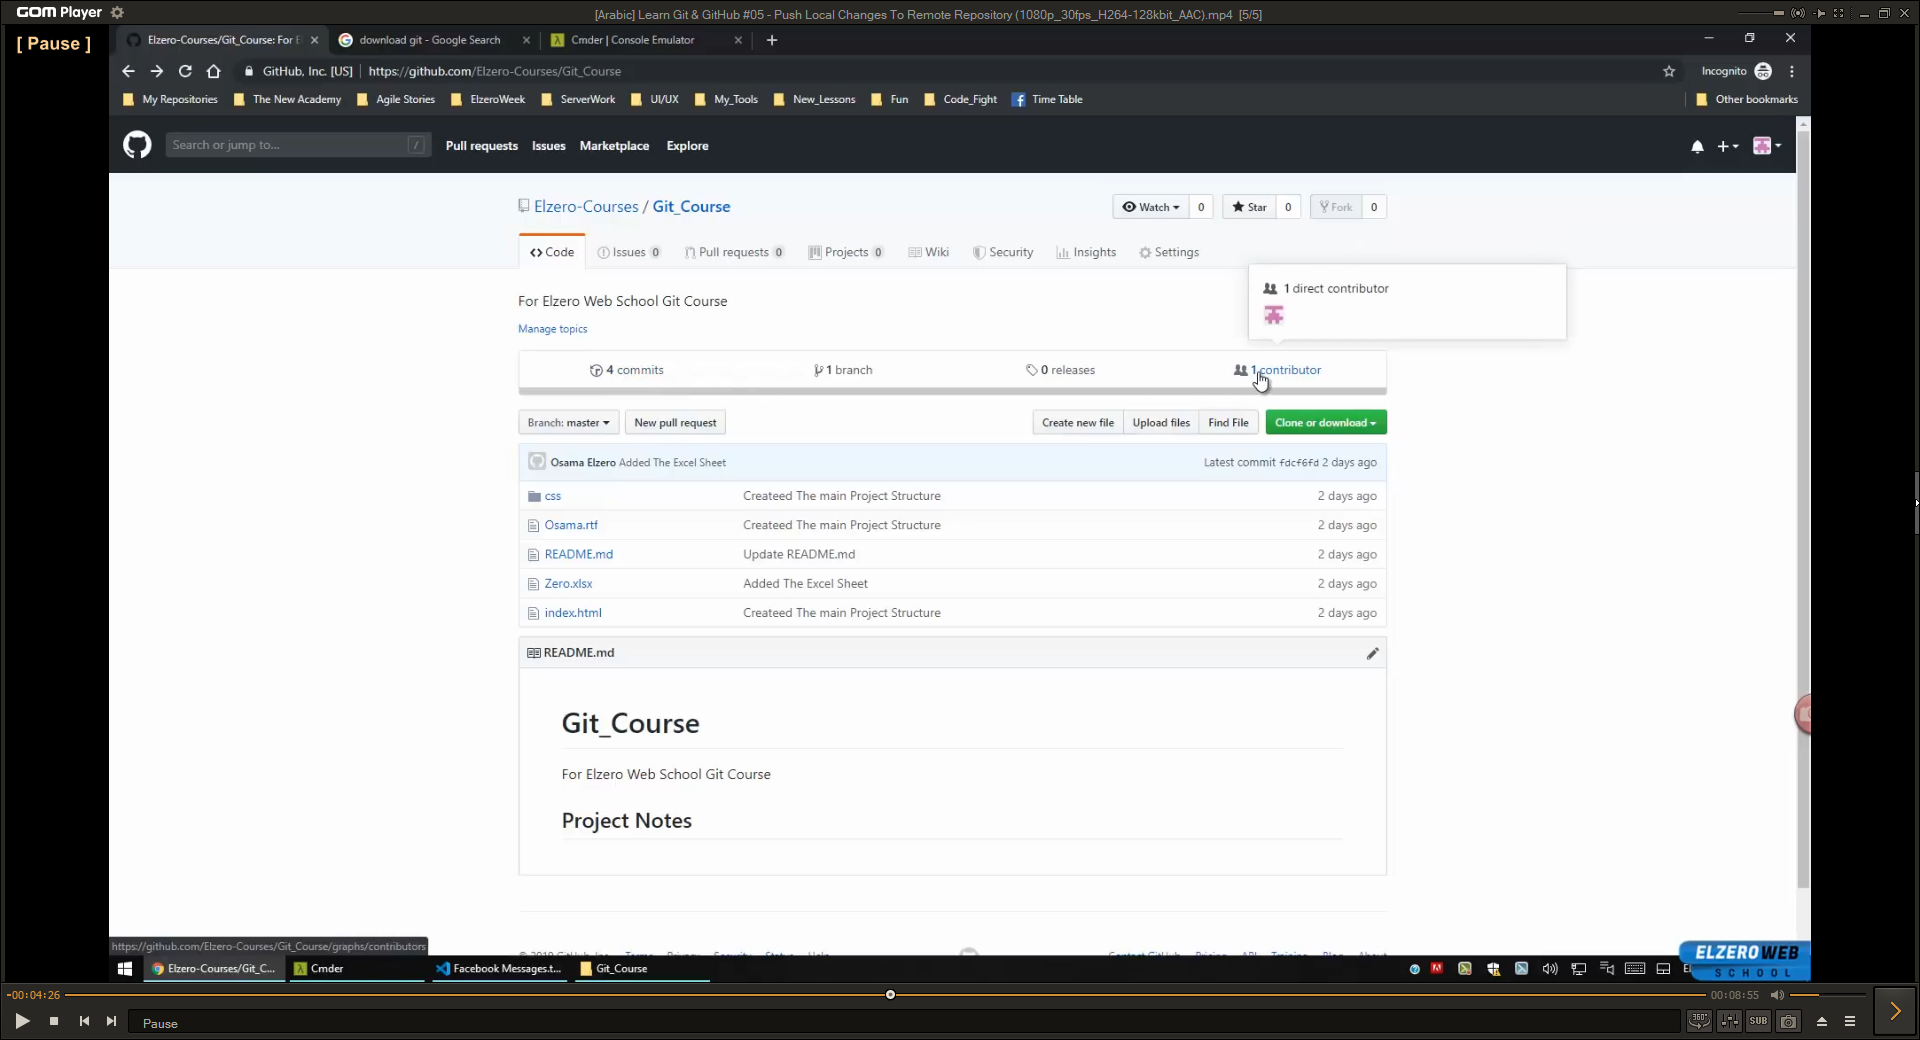 GOM Player
[Arabic] Learn Git & GitHub #05 - Push Local Changes To Remote Repository (1080p_30fps_H264-128kbit_AAC).mp4 [5/5]
[ Pause ]
Elzero-Courses/Git_Course: For E
download git - Google Search
Cmder | Console Emulator
GitHub, Inc. [US] | https://github.com/Elzero-Courses/Git_Course
Incognito
My Repositories The New Academy Agile Stories ElzeroWeek ServerWork UI/UX My_Tools New_Lessons Fun Code_Fight Time Table Other bookmarks
Search or jump to... / Pull requests Issues Marketplace Explore
Elzero-Courses / Git_Course
Watch 0 Star 0 Fork 0
Code Issues 0 Pull requests 0 Projects 0 Wiki Security Insights Settings
1 direct contributor
For Elzero Web School Git Course
Manage topics
4 commits 1 branch 0 releases 1 contributor
Branch: master New pull request Create new file Upload files Find File Clone or download
Osama Elzero Added The Excel Sheet Latest commit fdcf6fd 2 days ago
css Createed The main Project Structure 2 days ago
Osama.rtf Createed The main Project Structure 2 days ago
README.md Update README.md 2 days ago
Zero.xlsx Added The Excel Sheet 2 days ago
index.html Createed The main Project Structure 2 days ago
README.md
Git_Course
For Elzero Web School Git Course
Project Notes
https://github.com/Elzero-Courses/Git_Course/graphs/contributors
ELZEROWEB
SCHOOL
Elzero-Courses/Git_C... Cmder Facebook Messages.t... Git_Course
-00:04:26 00:08:55
Pause 360° SUB